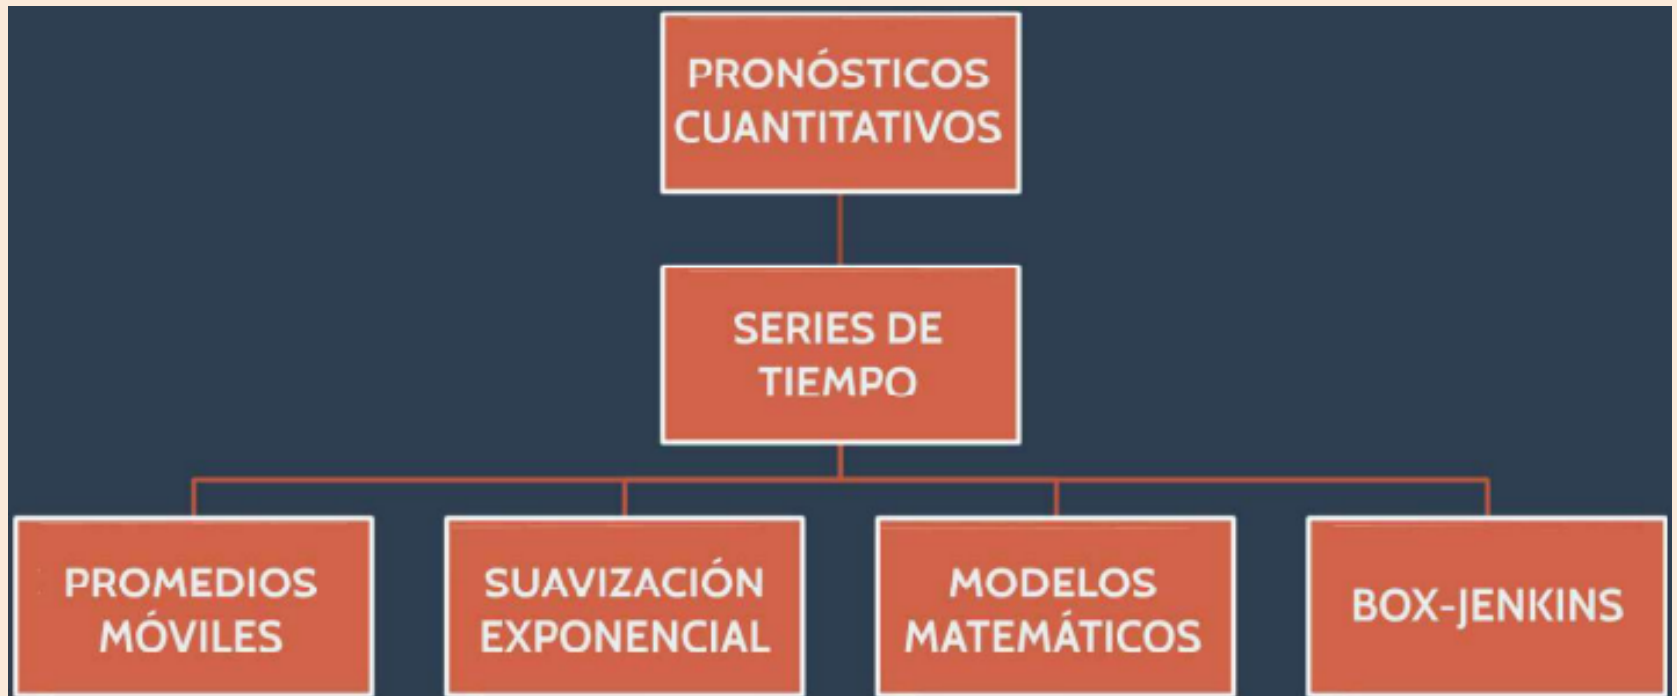 PRONÓSTICOS
CUANTITATIVOS
SERIES DE
TIEMPO
PROMEDIOS
MÓVILES
SUAVIZACIÓN
EXPONENCIAL
MODELOS
MATEMÁTICOS
BOX-JENKINS